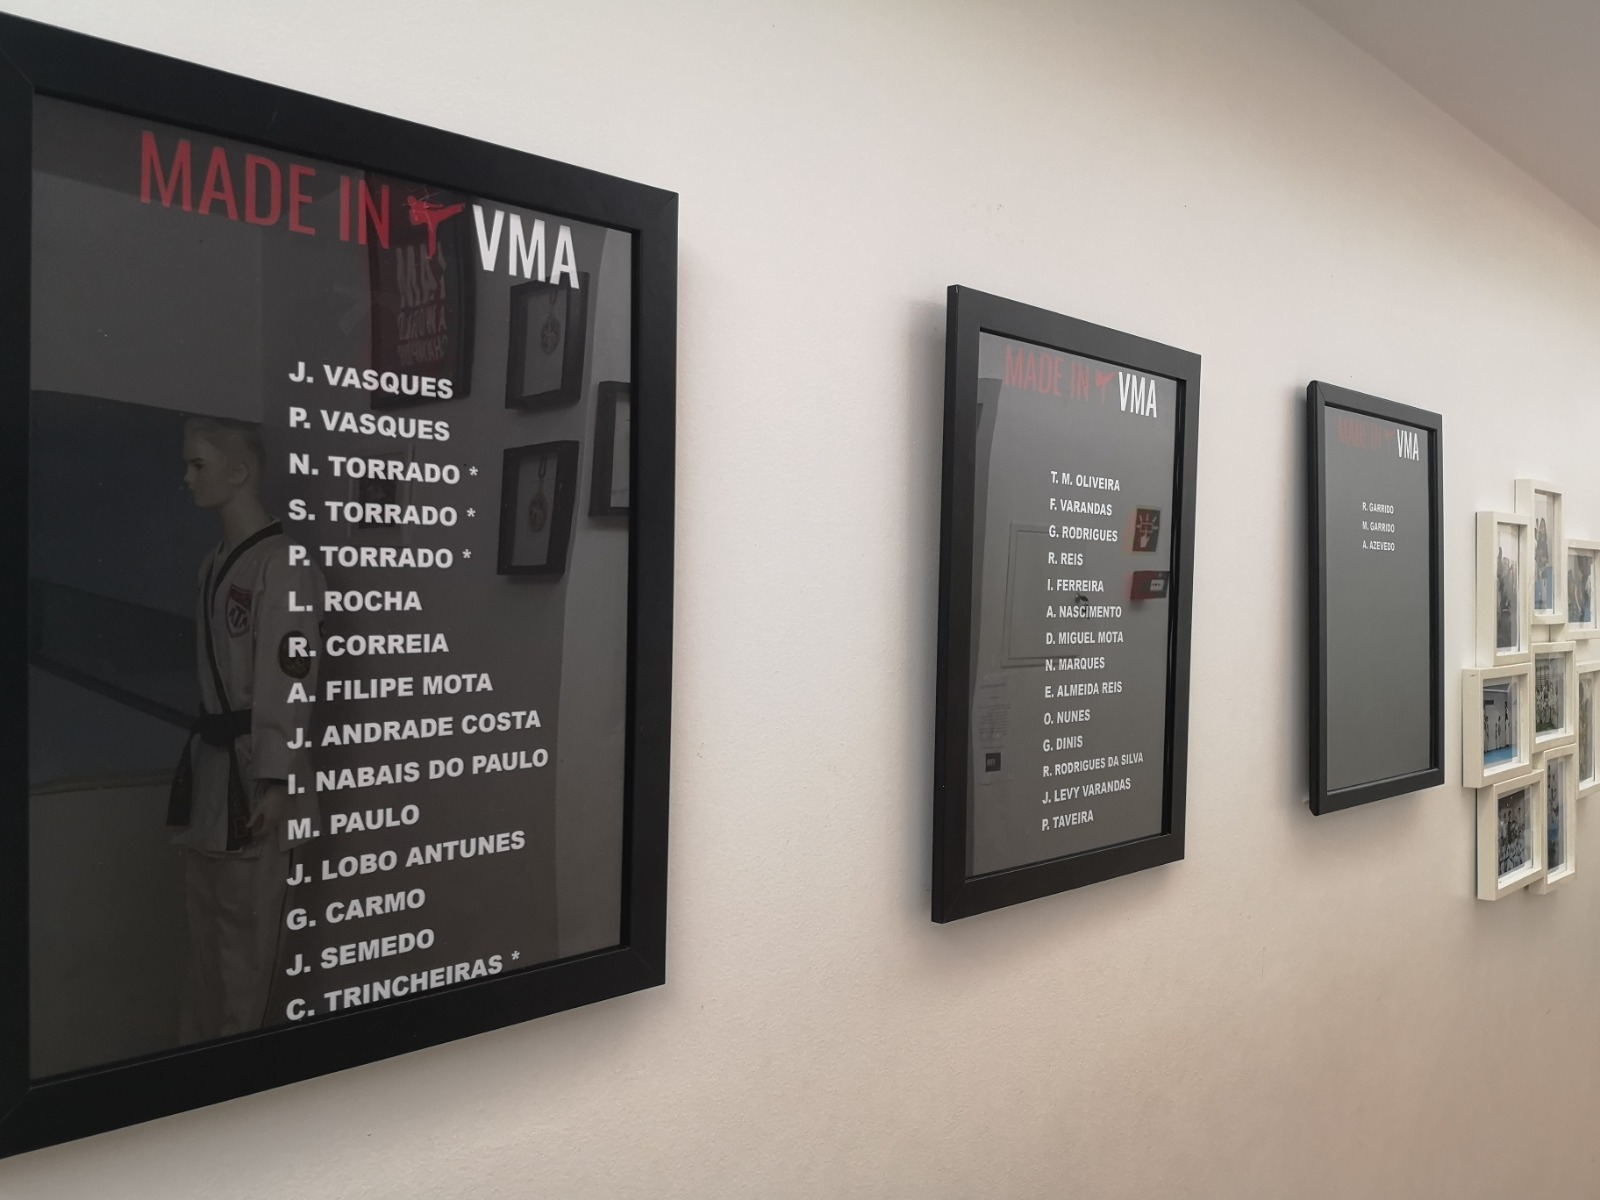 MADE IN VMA
J. VASQUES
P. VASQUES
N. TORRADO *
S. TORRADO *
P. TORRADO *
L. ROCHA
R. CORREIA
A. FILIPE MOTA
J. ANDRADE COSTA
I. NABAIS DO PAULO
M. PAULO
J. LOBO ANTUNES
G. CARMO
J. SEMEDO
C. TRINCHEIRAS *
MADE IN VMA
T. M. OLIVEIRA
F. VARANDAS
G. RODRIGUES
R. REIS
I. FERREIRA
A. NASCIMENTO
D. MIGUEL MOTA
N. MARQUES
E. ALMEIDA REIS
O. NUNES
G. DINIS
R. RODRIGUES DA SILVA
J. LEVY VARANDAS
P. TAVEIRA
MADE IN VMA
R. GARRIDO
M. GARRIDO
A. AZEVEDO